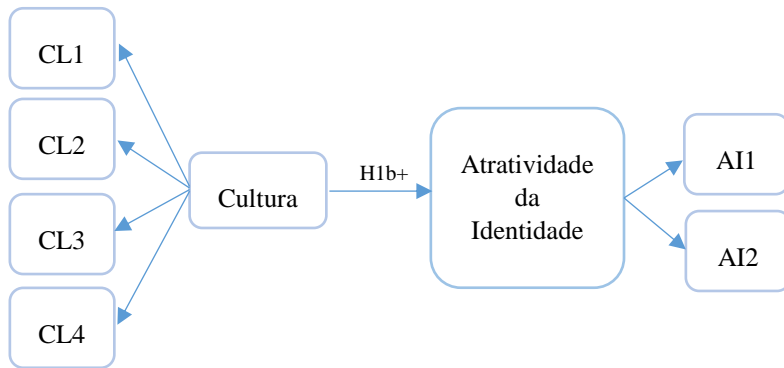 CL1
CL2
CL3
CL4
Cultura
H1b+
Atratividade
da
Identidade
AI1
AI2